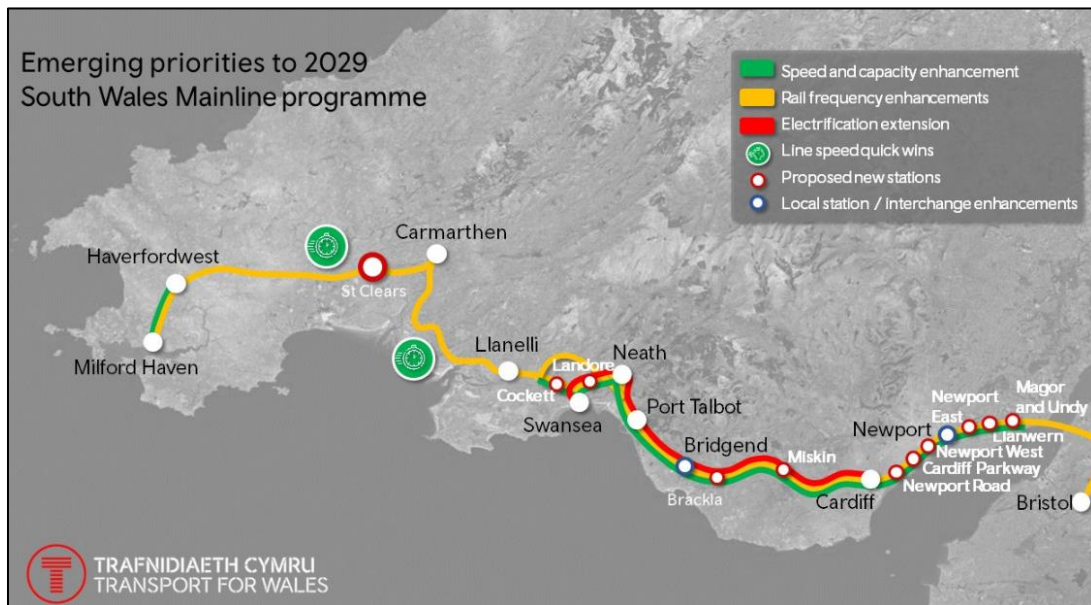 Emerging priorities to 2029
South Wales Mainline programme
Speed and capacity enhancement
Rail frequency enhancements
Electrification extension
Line speed quick wins
Proposed new stations
Local station / interchange enhancements
Carmarthen
Haverfordwest
St Clears
Milford Haven
Llanelli
Landore
Neath
Cockett
Swansea
Port Talbot
Bridgend
Brackla
Miskin
Cardiff
Newport
Newport
East
Magor
and Undy
Llanwern
Newport West
Cardiff Parkway
Newport Road
Bristol
TRAFNIDIAETH CYMRU
TRANSPORT FOR WALES